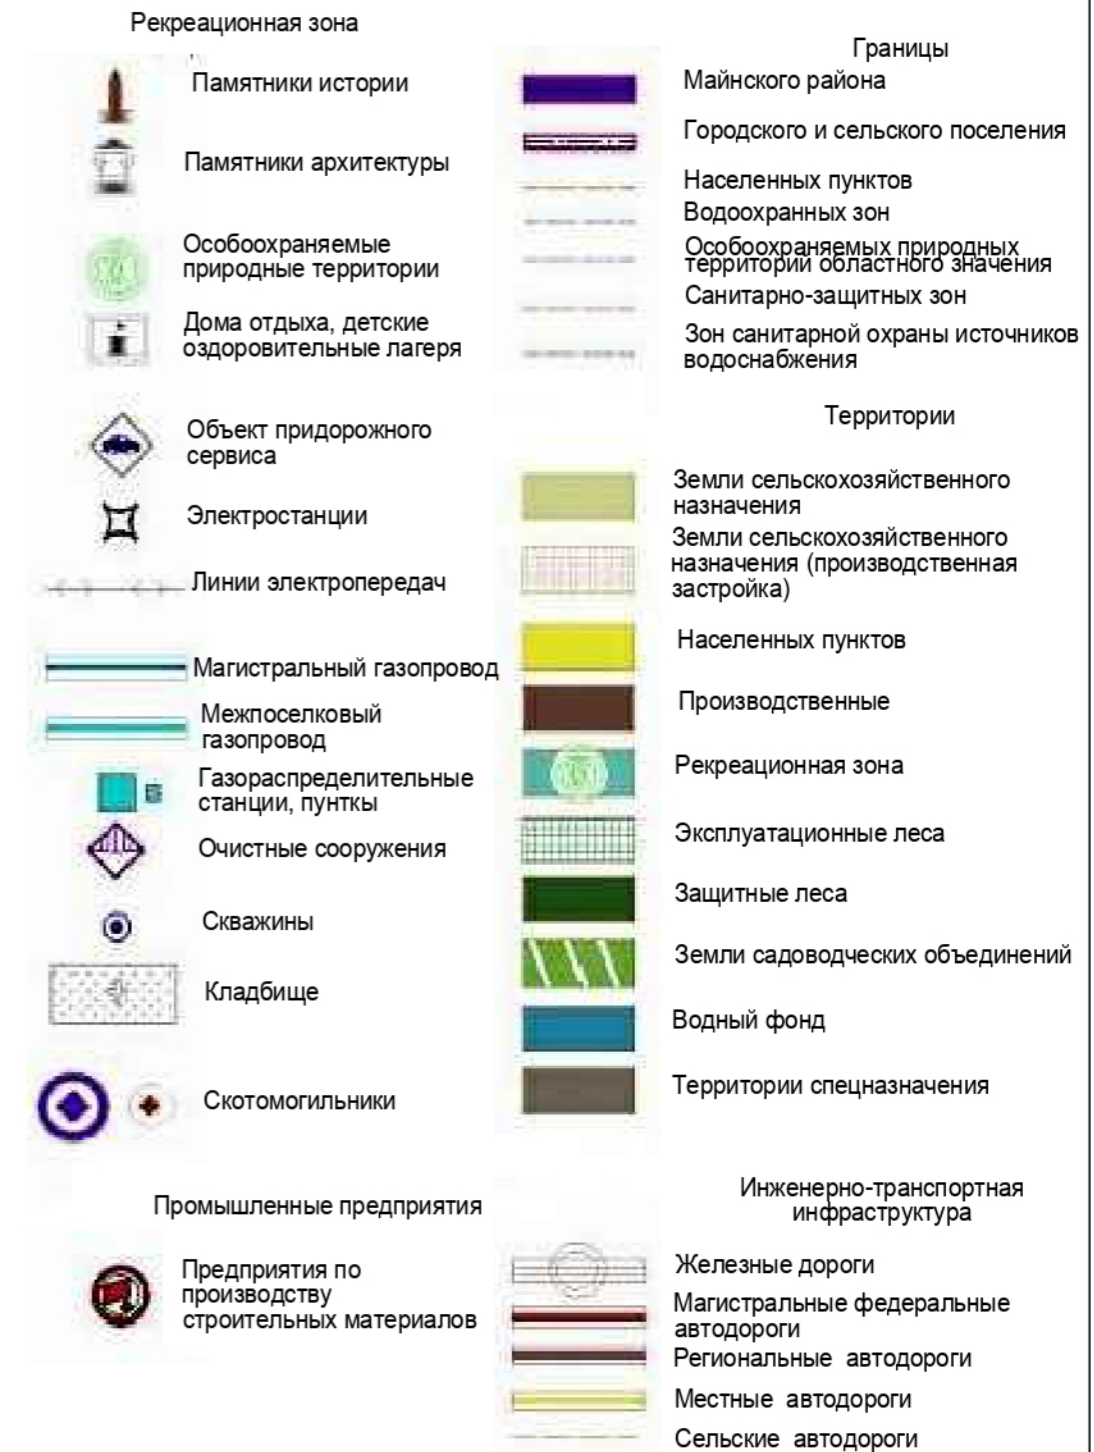 Рекреационная зона
Памятники истории
Памятники архитектуры
Особоохраняемые
природные территории
Дома отдыха, детские
оздоровительные лагеря
Объект придорожного
сервиса
Электростанции
Линии электропередач
Магистральный газопровод
Межпоселковый
газопровод
Газораспределительные
станции, пунткы
Очистные сооружения
Скважины
Кладбище
Скотомогильники
Промышленные предприятия
Предприятия по
производству
строительных материалов
Границы
Майнского района
Городского и сельского поселения
Населенных пунктов
Водоохранных зон
Особоохраняемых природных
территорий областного значения
Санитарно-защитных зон
Зон санитарной охраны источников
водоснабжения
Территории
Земли сельскохозяйственного
назначения
Земли сельскохозяйственного
назначения (производственная
застройка)
Населенных пунктов
Производственные
Рекреационная зона
Эксплуатационные леса
Защитные леса
Земли садоводческих объединений
Водный фонд
Территории спецназначения
Инженерно-транспортная
инфраструктура
Железные дороги
Магистральные федеральные
автодороги
Региональные автодороги
Местные автодороги
Сельские автодороги